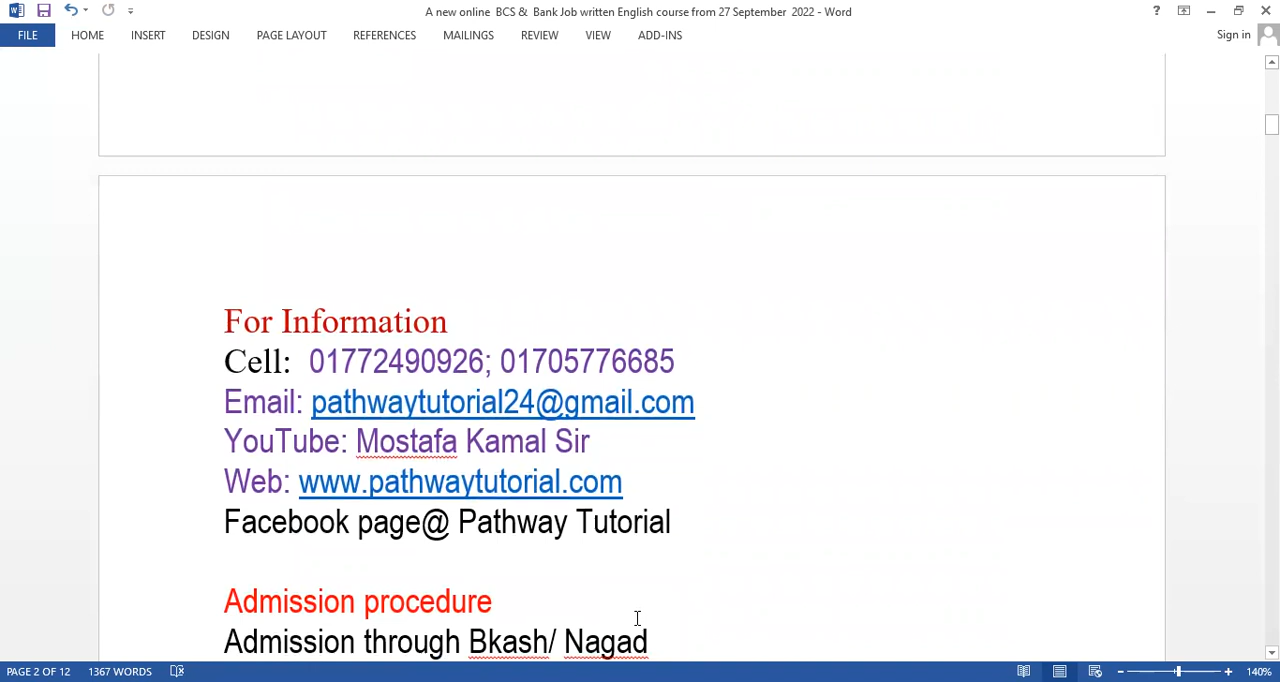 A new online BCS & Bank Job written English course from 27 September 2022 - Word
?
FILE HOME INSERT DESIGN PAGE LAYOUT REFERENCES MAILINGS REVIEW VIEW ADD-INS Sign in
For Information
Cell: 01772490926; 01705776685
Email: pathwaytutorial24@gmail.com
YouTube: Mostafa Kamal Sir
Web: www.pathwaytutorial.com
Facebook page@ Pathway Tutorial
Admission procedure
Admission through Bkash/ Nagad
PAGE 2 OF 12 1367 WORDS 140%